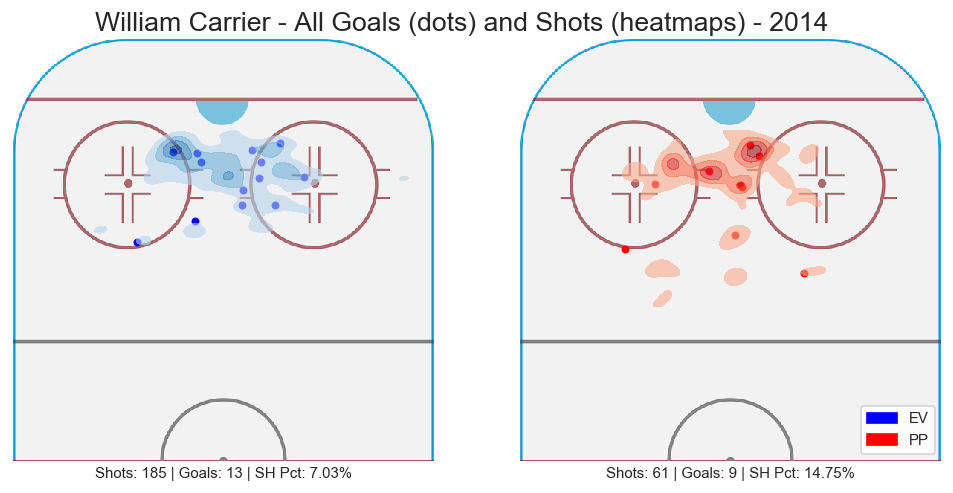 William Carrier - All Goals (dots) and Shots (heatmaps) - 2014
EV
PP
Shots: 185 | Goals: 13 | SH Pct: 7.03%
Shots: 61 | Goals: 9 | SH Pct: 14.75%